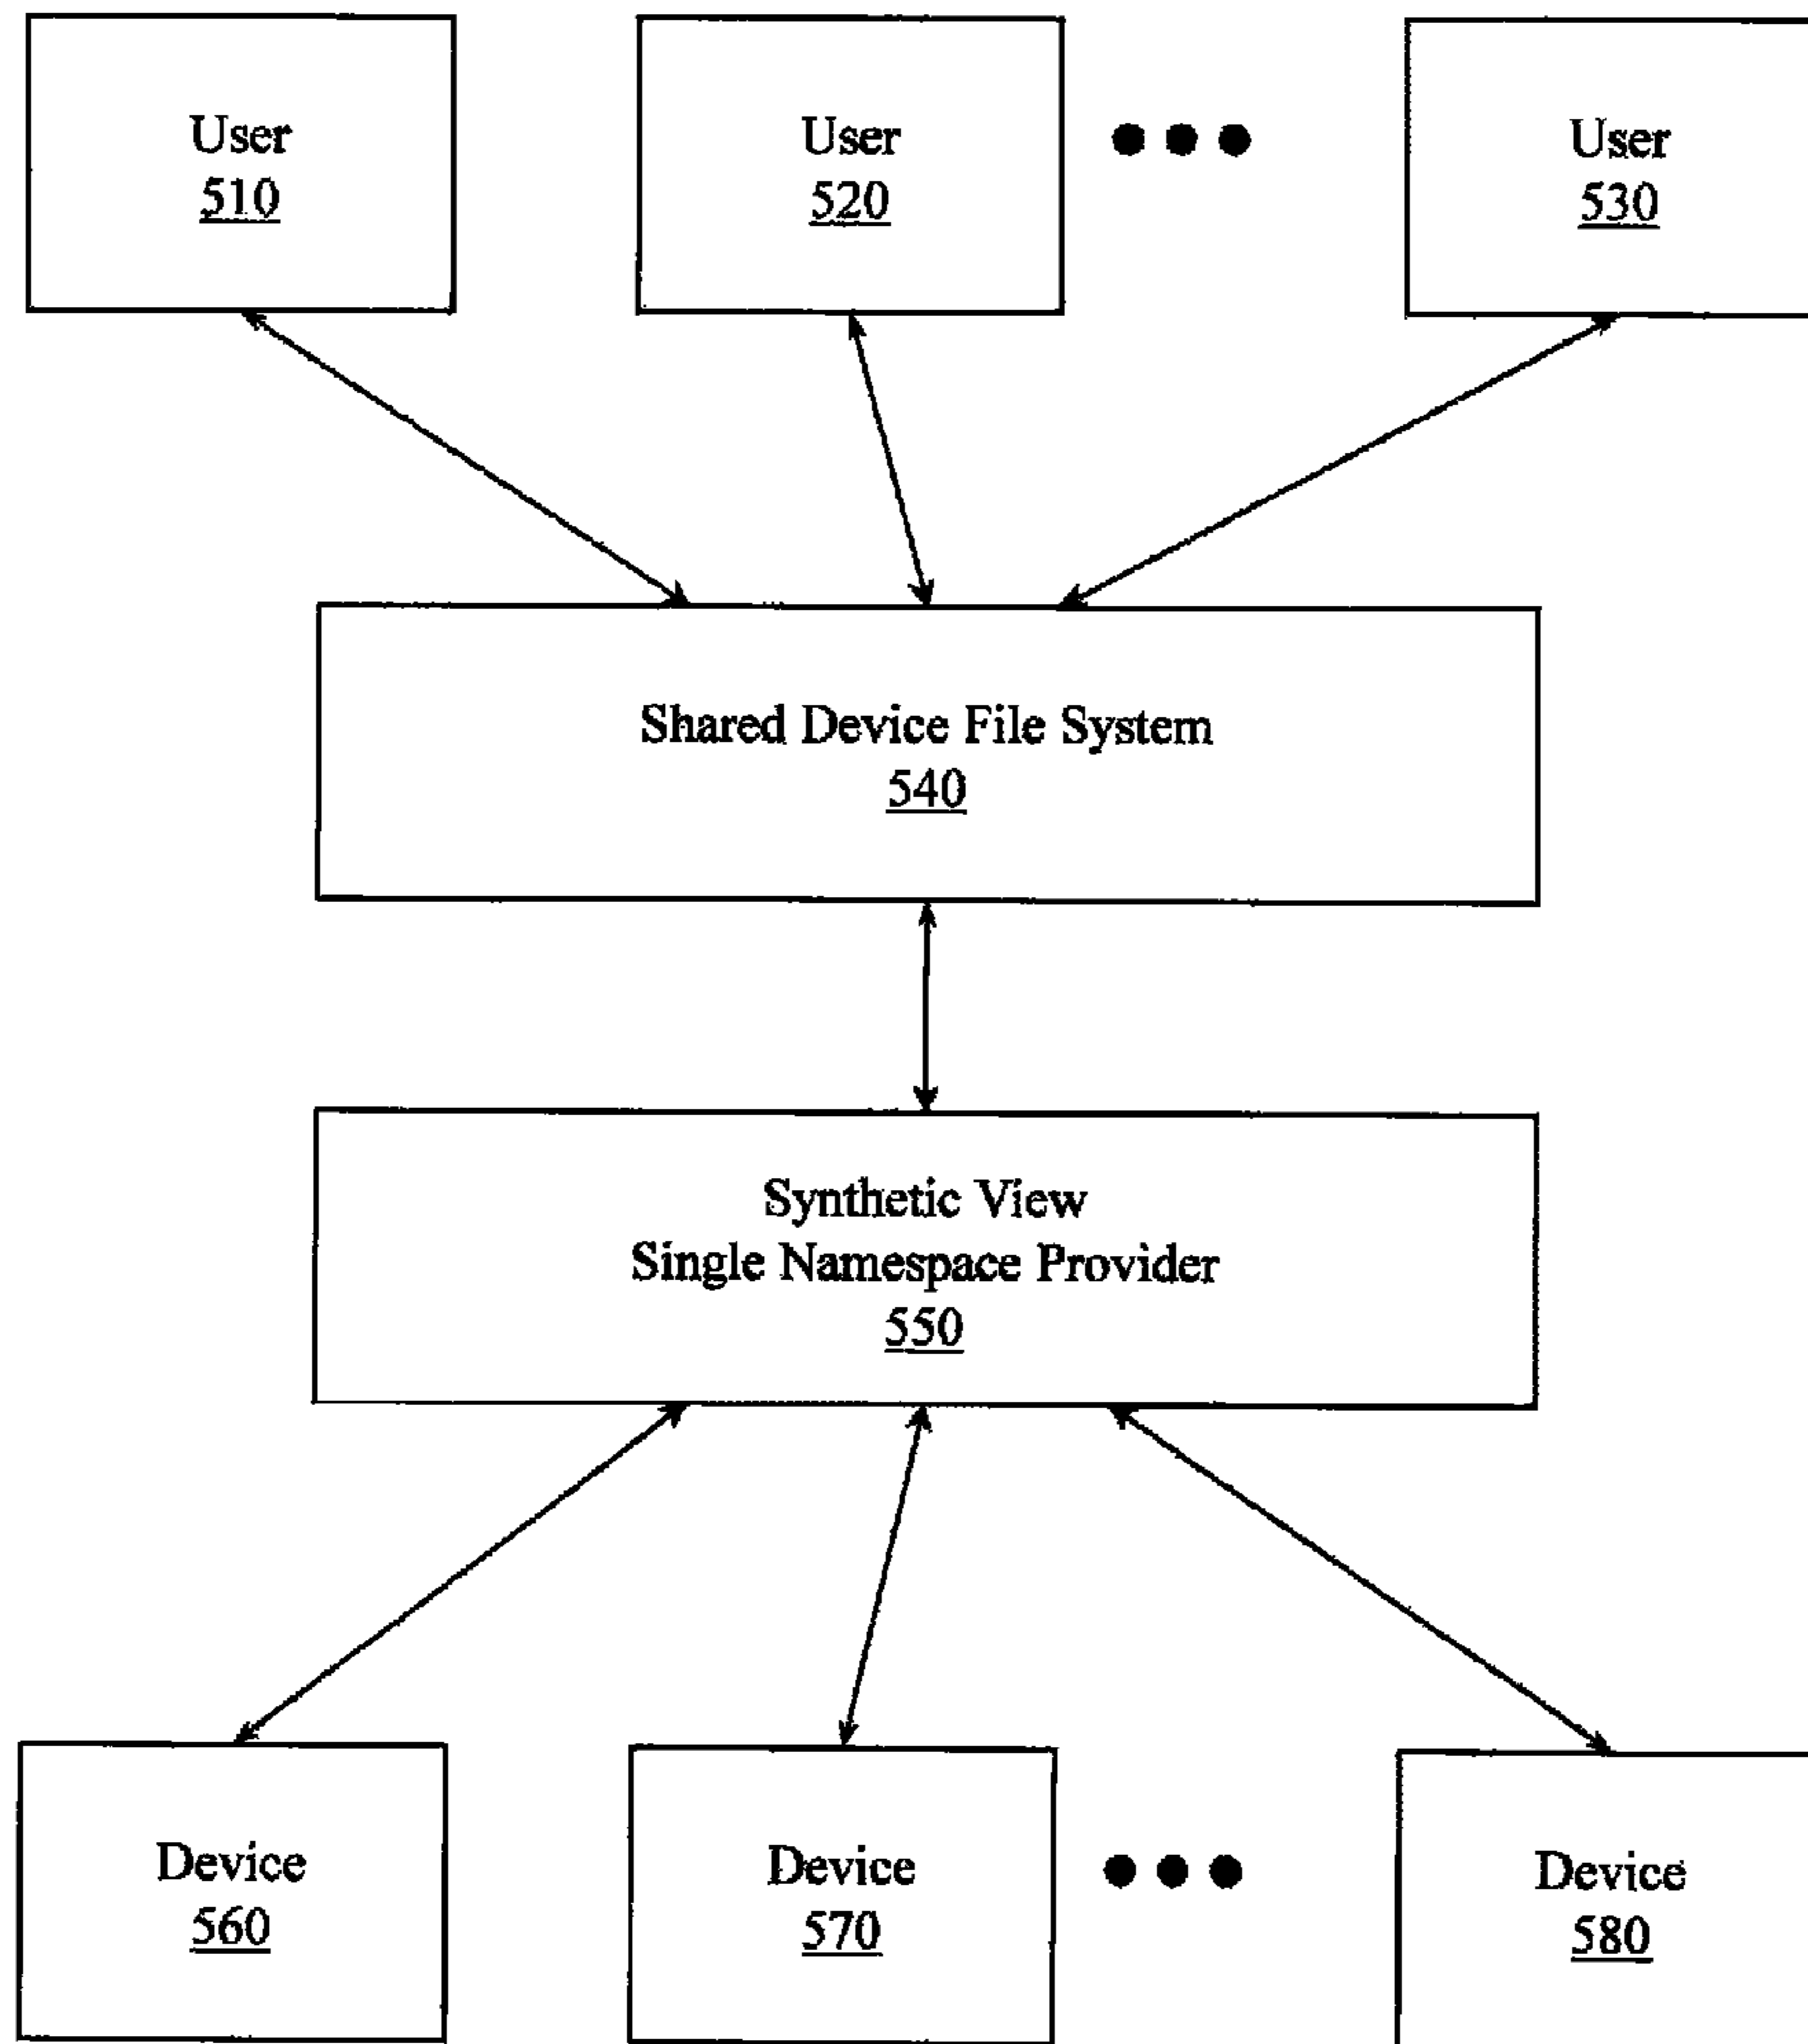 User
510
User
520
User
530
Shared Device File System
540
Synthetic View
Single Namespace Provider
550
Device
560
Device
570
Device
580